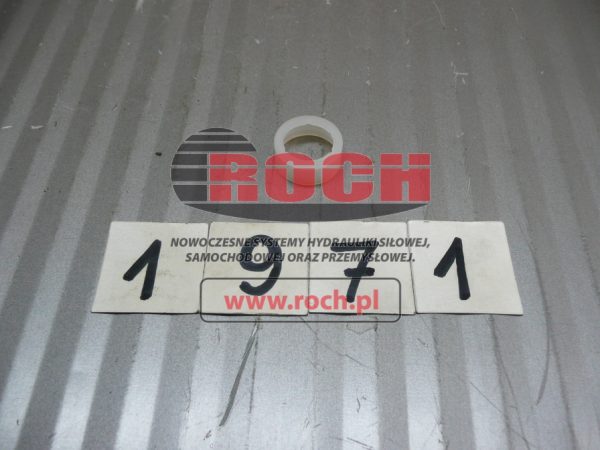 ROCH
NOWOCZESNE SYSTEMY HYDRAULIKI SIŁOWEJ,
SAMOCHODOWEJ ORAZ PRZEMYSŁOWEJ.
1 9 7 1
www.roch.pl